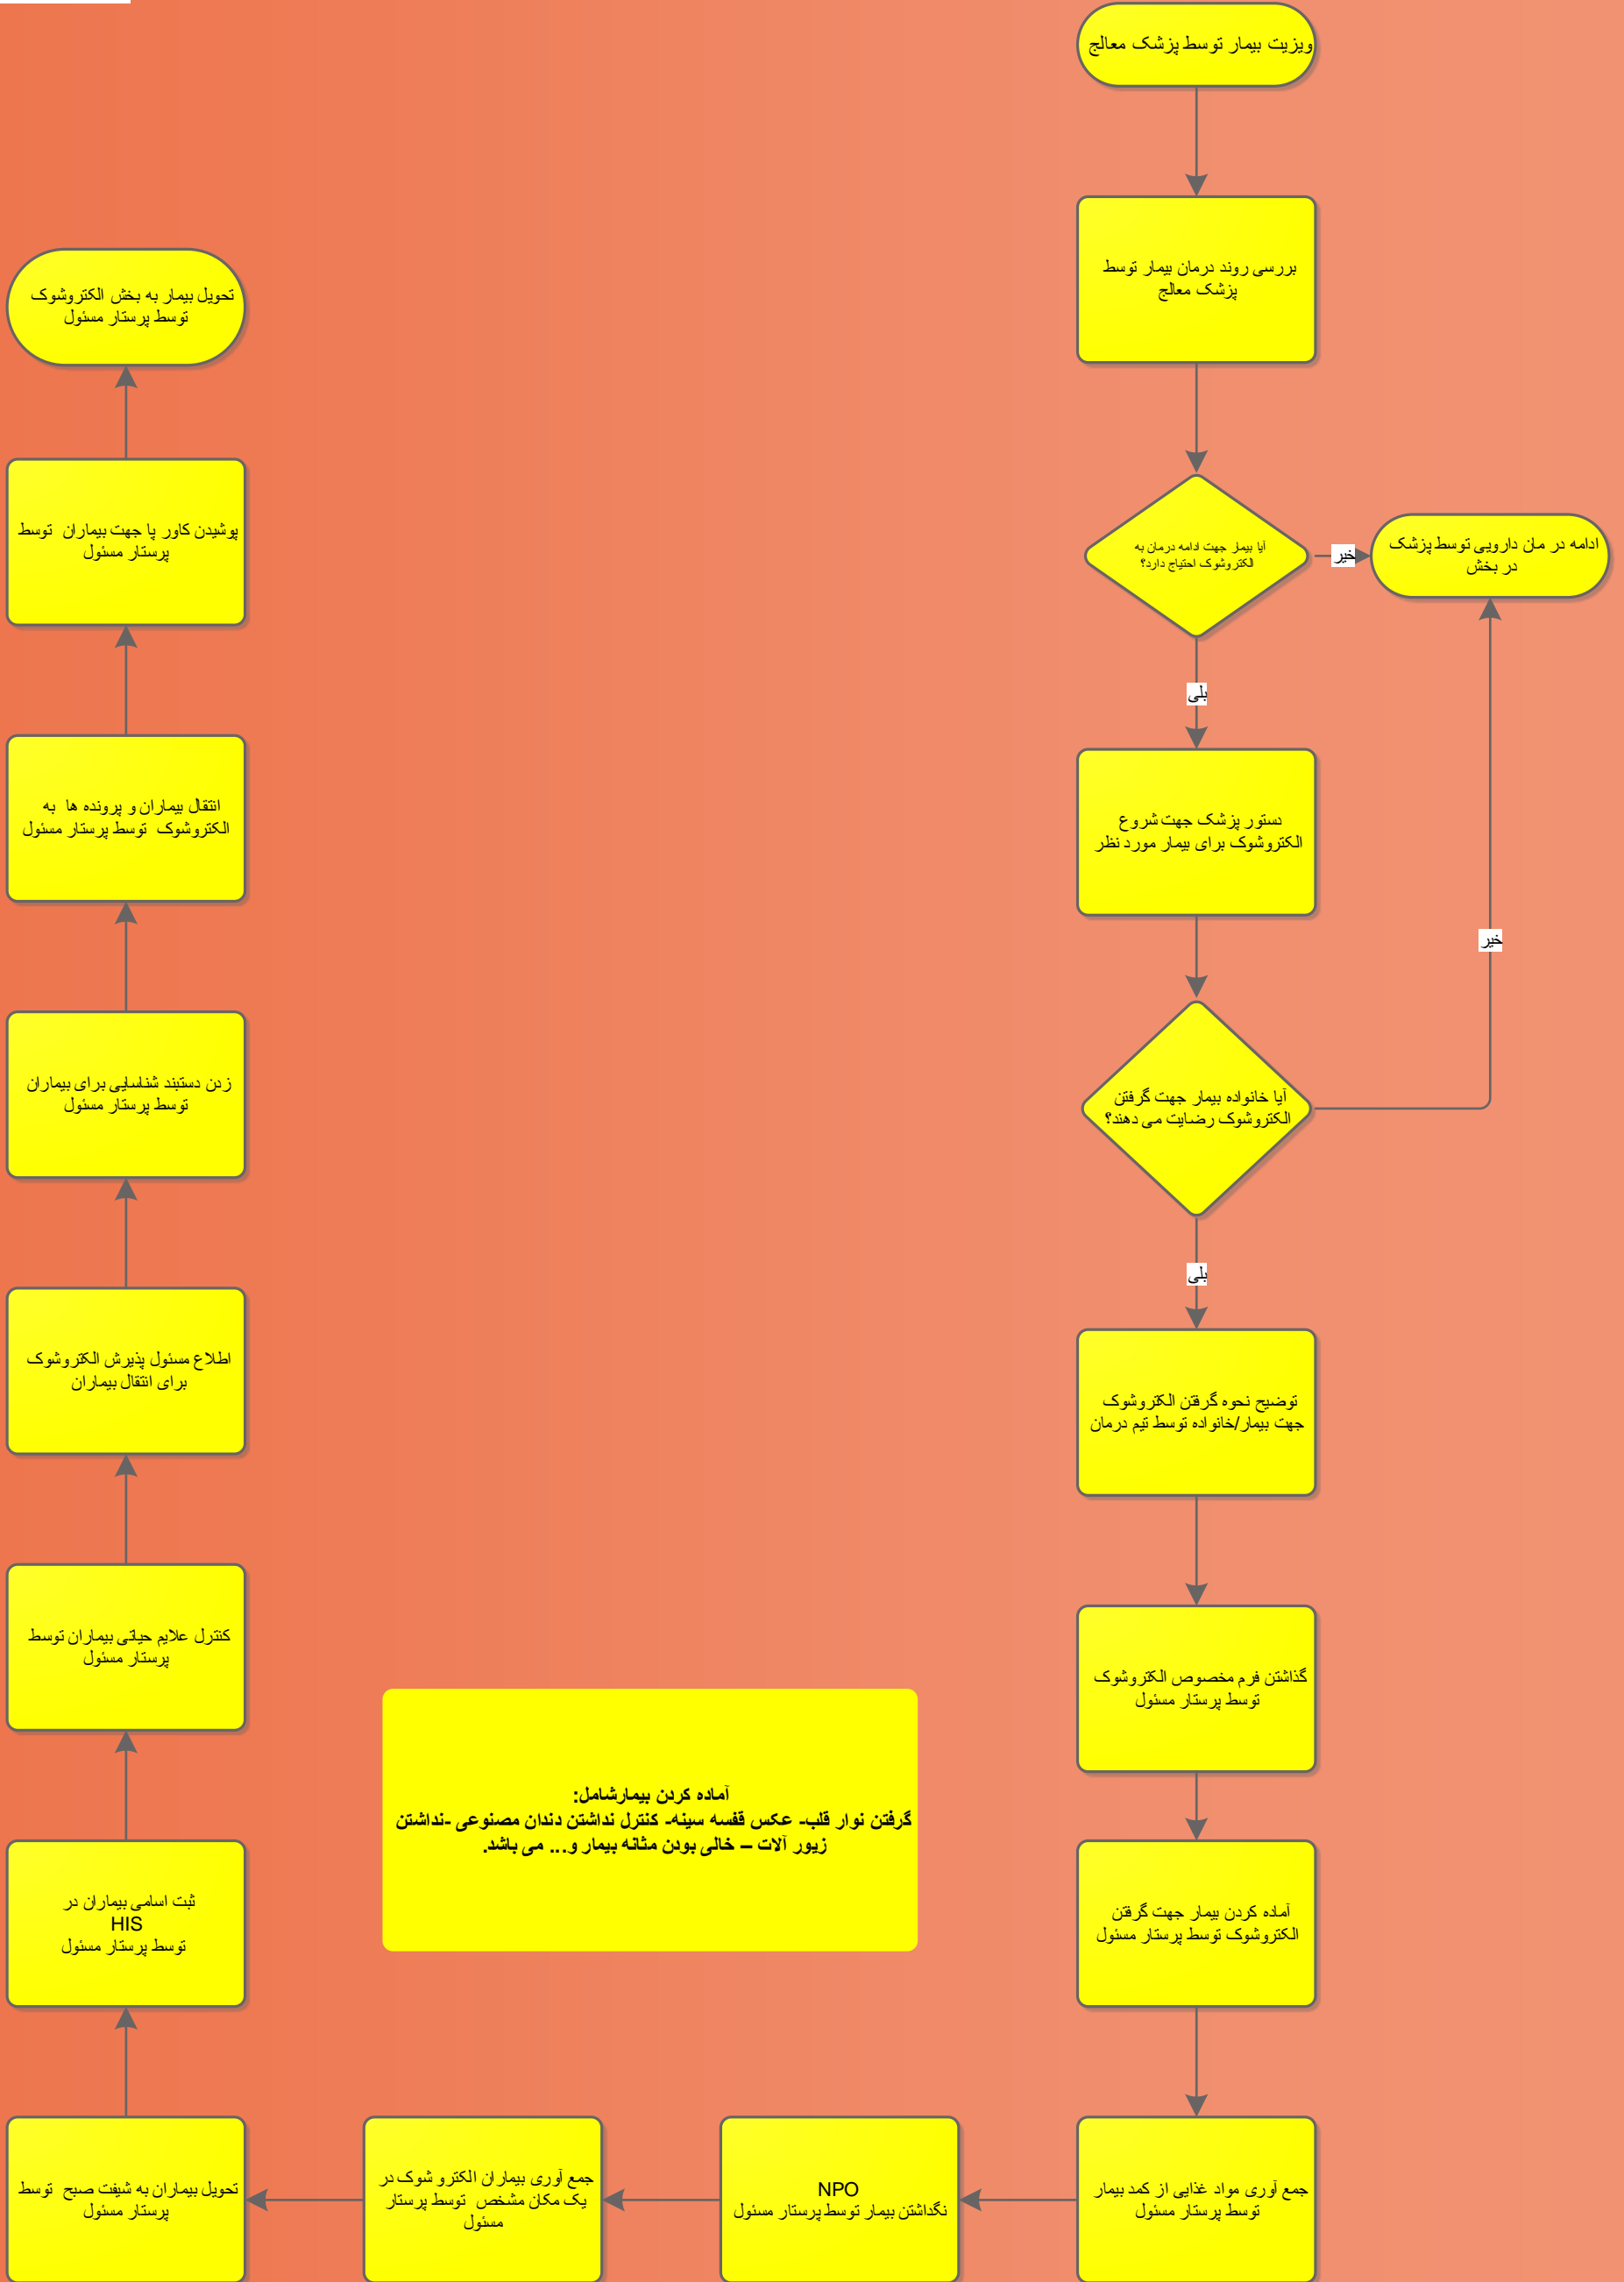 ویزیت بیمار توسط پزشک معالج
بررسی روند درمان بیمار توسط
پزشک معالج
آیا بیمار جهت ادامه درمان به
الکتروشوک احتیاج دارد؟
خیر
ادامه در مان دارویی توسط پزشک
در بخش
بلی
دستور پزشک جهت شروع
الکتروشوک برای بیمار مورد نظر
خیر
آیا خانواده بیمار جهت گرفتن
الکتروشوک رضایت می دهند؟
بلی
توضیح نحوه گرفتن الکتروشوک
جهت بیمار/خانواده توسط تیم درمان
گذاشتن فرم مخصوص الکتروشوک
توسط پرستار مسئول
آماده کردن بیمار جهت گرفتن
الکتروشوک توسط پرستار مسئول
آماده کردن بیمارشامل:
گرفتن نوار قلب- عکس قفسه سینه- کنترل نداشتن دندان مصنوعی -نداشتن
زیور آلات – خالی بودن مثانه بیمار و... می باشد.
جمع آوری مواد غذایی از کمد بیمار
توسط پرستار مسئول
NPO
نگداشتن بیمار توسط پرستار مسئول
جمع آوری بیماران الکترو شوک در
یک مکان مشخص توسط پرستار
مسئول
تحویل بیماران به شیفت صبح توسط
پرستار مسئول
ثبت اسامی بیماران در
HIS
توسط پرستار مسئول
کنترل علایم حیاتی بیماران توسط
پرستار مسئول
اطلاع مسئول پذیرش الکتروشوک
برای انتقال بیماران
زدن دستبند شناسایی برای بیماران
توسط پرستار مسئول
انتقال بیماران و پرونده ها به
الکتروشوک توسط پرستار مسئول
پوشیدن کاور پا جهت بیماران توسط
پرستار مسئول
تحویل بیمار به بخش الکتروشوک
توسط پرستار مسئول